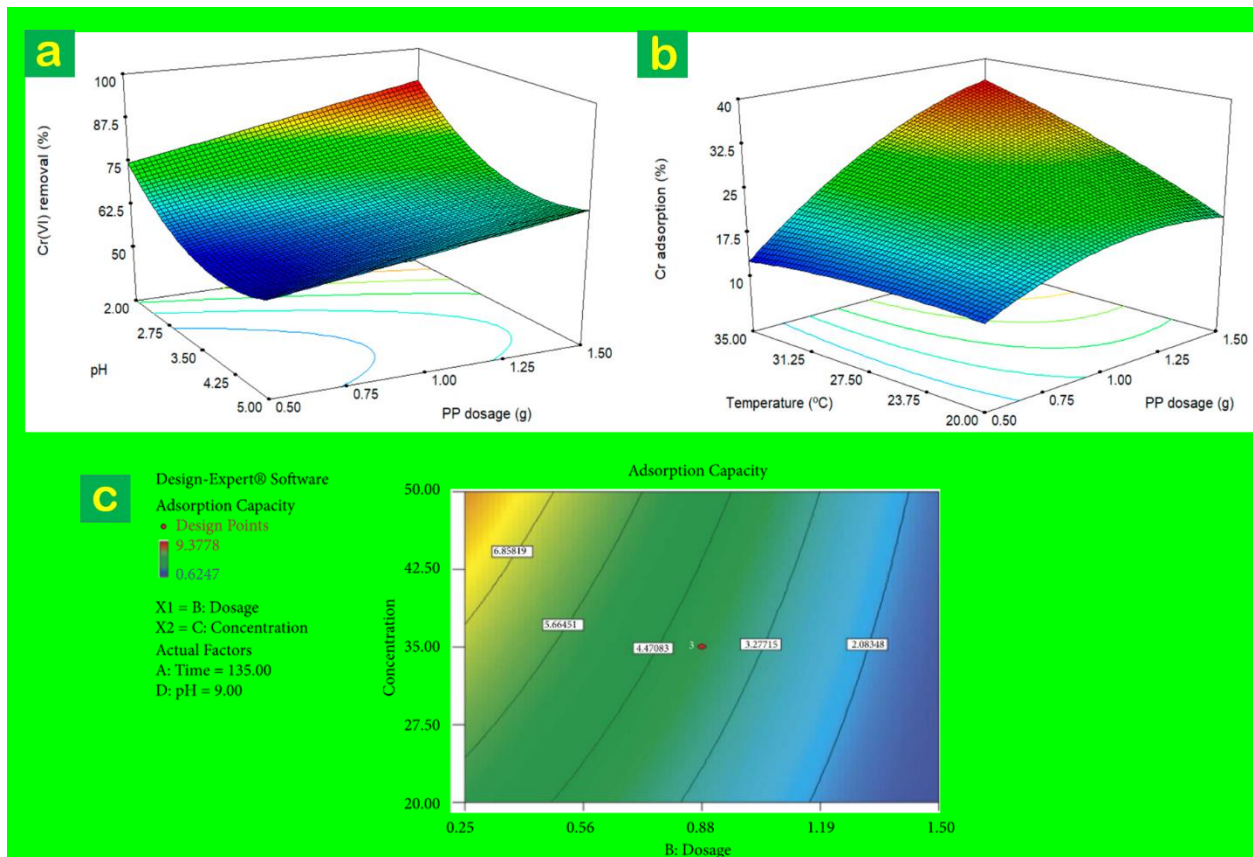 a
Cr(VI) removal (%)
100
87.5
75
62.5
50
2.00
2.75
3.50
4.25
5.00
pH
0.50
0.75
1.00
1.25
1.50
PP dosage (g)
b
Cr adsorption (%)
40
32.5
25
17.5
10
35.00
31.25
27.50
23.75
20.00
Temperature (ºC)
0.50
0.75
1.00
1.25
1.50
PP dosage (g)
c
Design-Expert® Software
Adsorption Capacity
Design Points
9.3778
0.6247
X1 = B: Dosage
X2 = C: Concentration
Actual Factors
A: Time = 135.00
D: pH = 9.00
Adsorption Capacity
Concentration
50.00
42.50
35.00
27.50
20.00
6.85819
5.66451
4.47083
3
3.27715
2.08348
0.25
0.56
0.88
1.19
1.50
B: Dosage